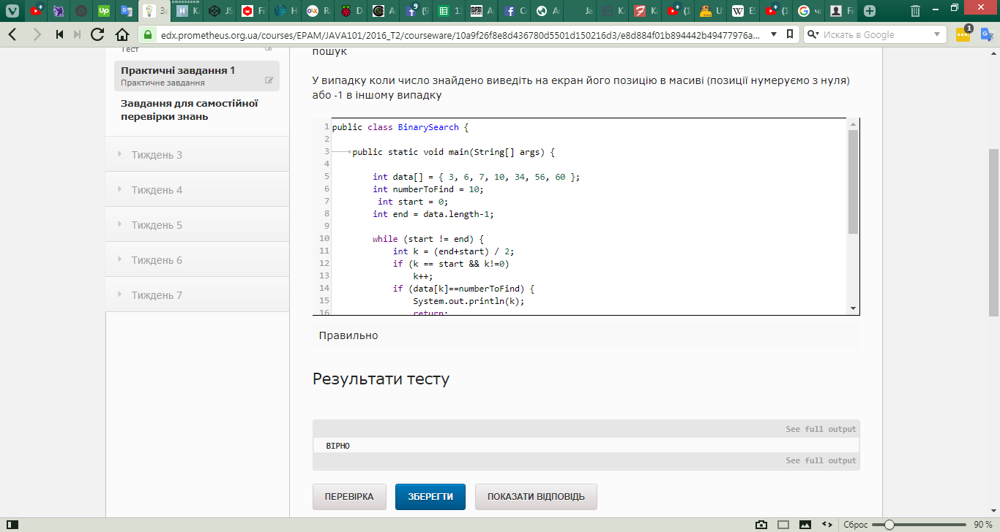 edx.prometheus.org.ua/courses/EPAM/JAVA101/2016_T2/courseware/10a9f26f8e8d436780d5501d150216d3/e8d884f01b894442b49477976a...
Искать в Google
1
Тест
Практичні завдання 1
Практичне завдання
Завдання для самостійної
перевірки знань
Тиждень 3
Тиждень 4
Тиждень 5
Тиждень 6
Тиждень 7
пошук
У випадку коли число знайдено виведіть на екран його позицію в масиві (позиції нумеруємо з нуля)
або -1 в іншому випадку
1 public class BinarySearch {
2
3 public static void main(String[] args) {
4
5 int data[] = { 3, 6, 7, 10, 34, 56, 60 };
6 int numberToFind = 10;
7 int start = 0;
8 int end = data.length-1;
9
10 while (start != end) {
11 int k = (end+start) / 2;
12 if (k == start && k!=0)
13 k++;
14 if (data[k]==numberToFind) {
15 System.out.println(k);
16 return;
Правильно
Результати тесту
See full output
ВІРНО
See full output
ПЕРЕВІРКА
ЗБЕРЕГТИ
ПОКАЗАТИ ВІДПОВІДЬ
Сброс
90 %